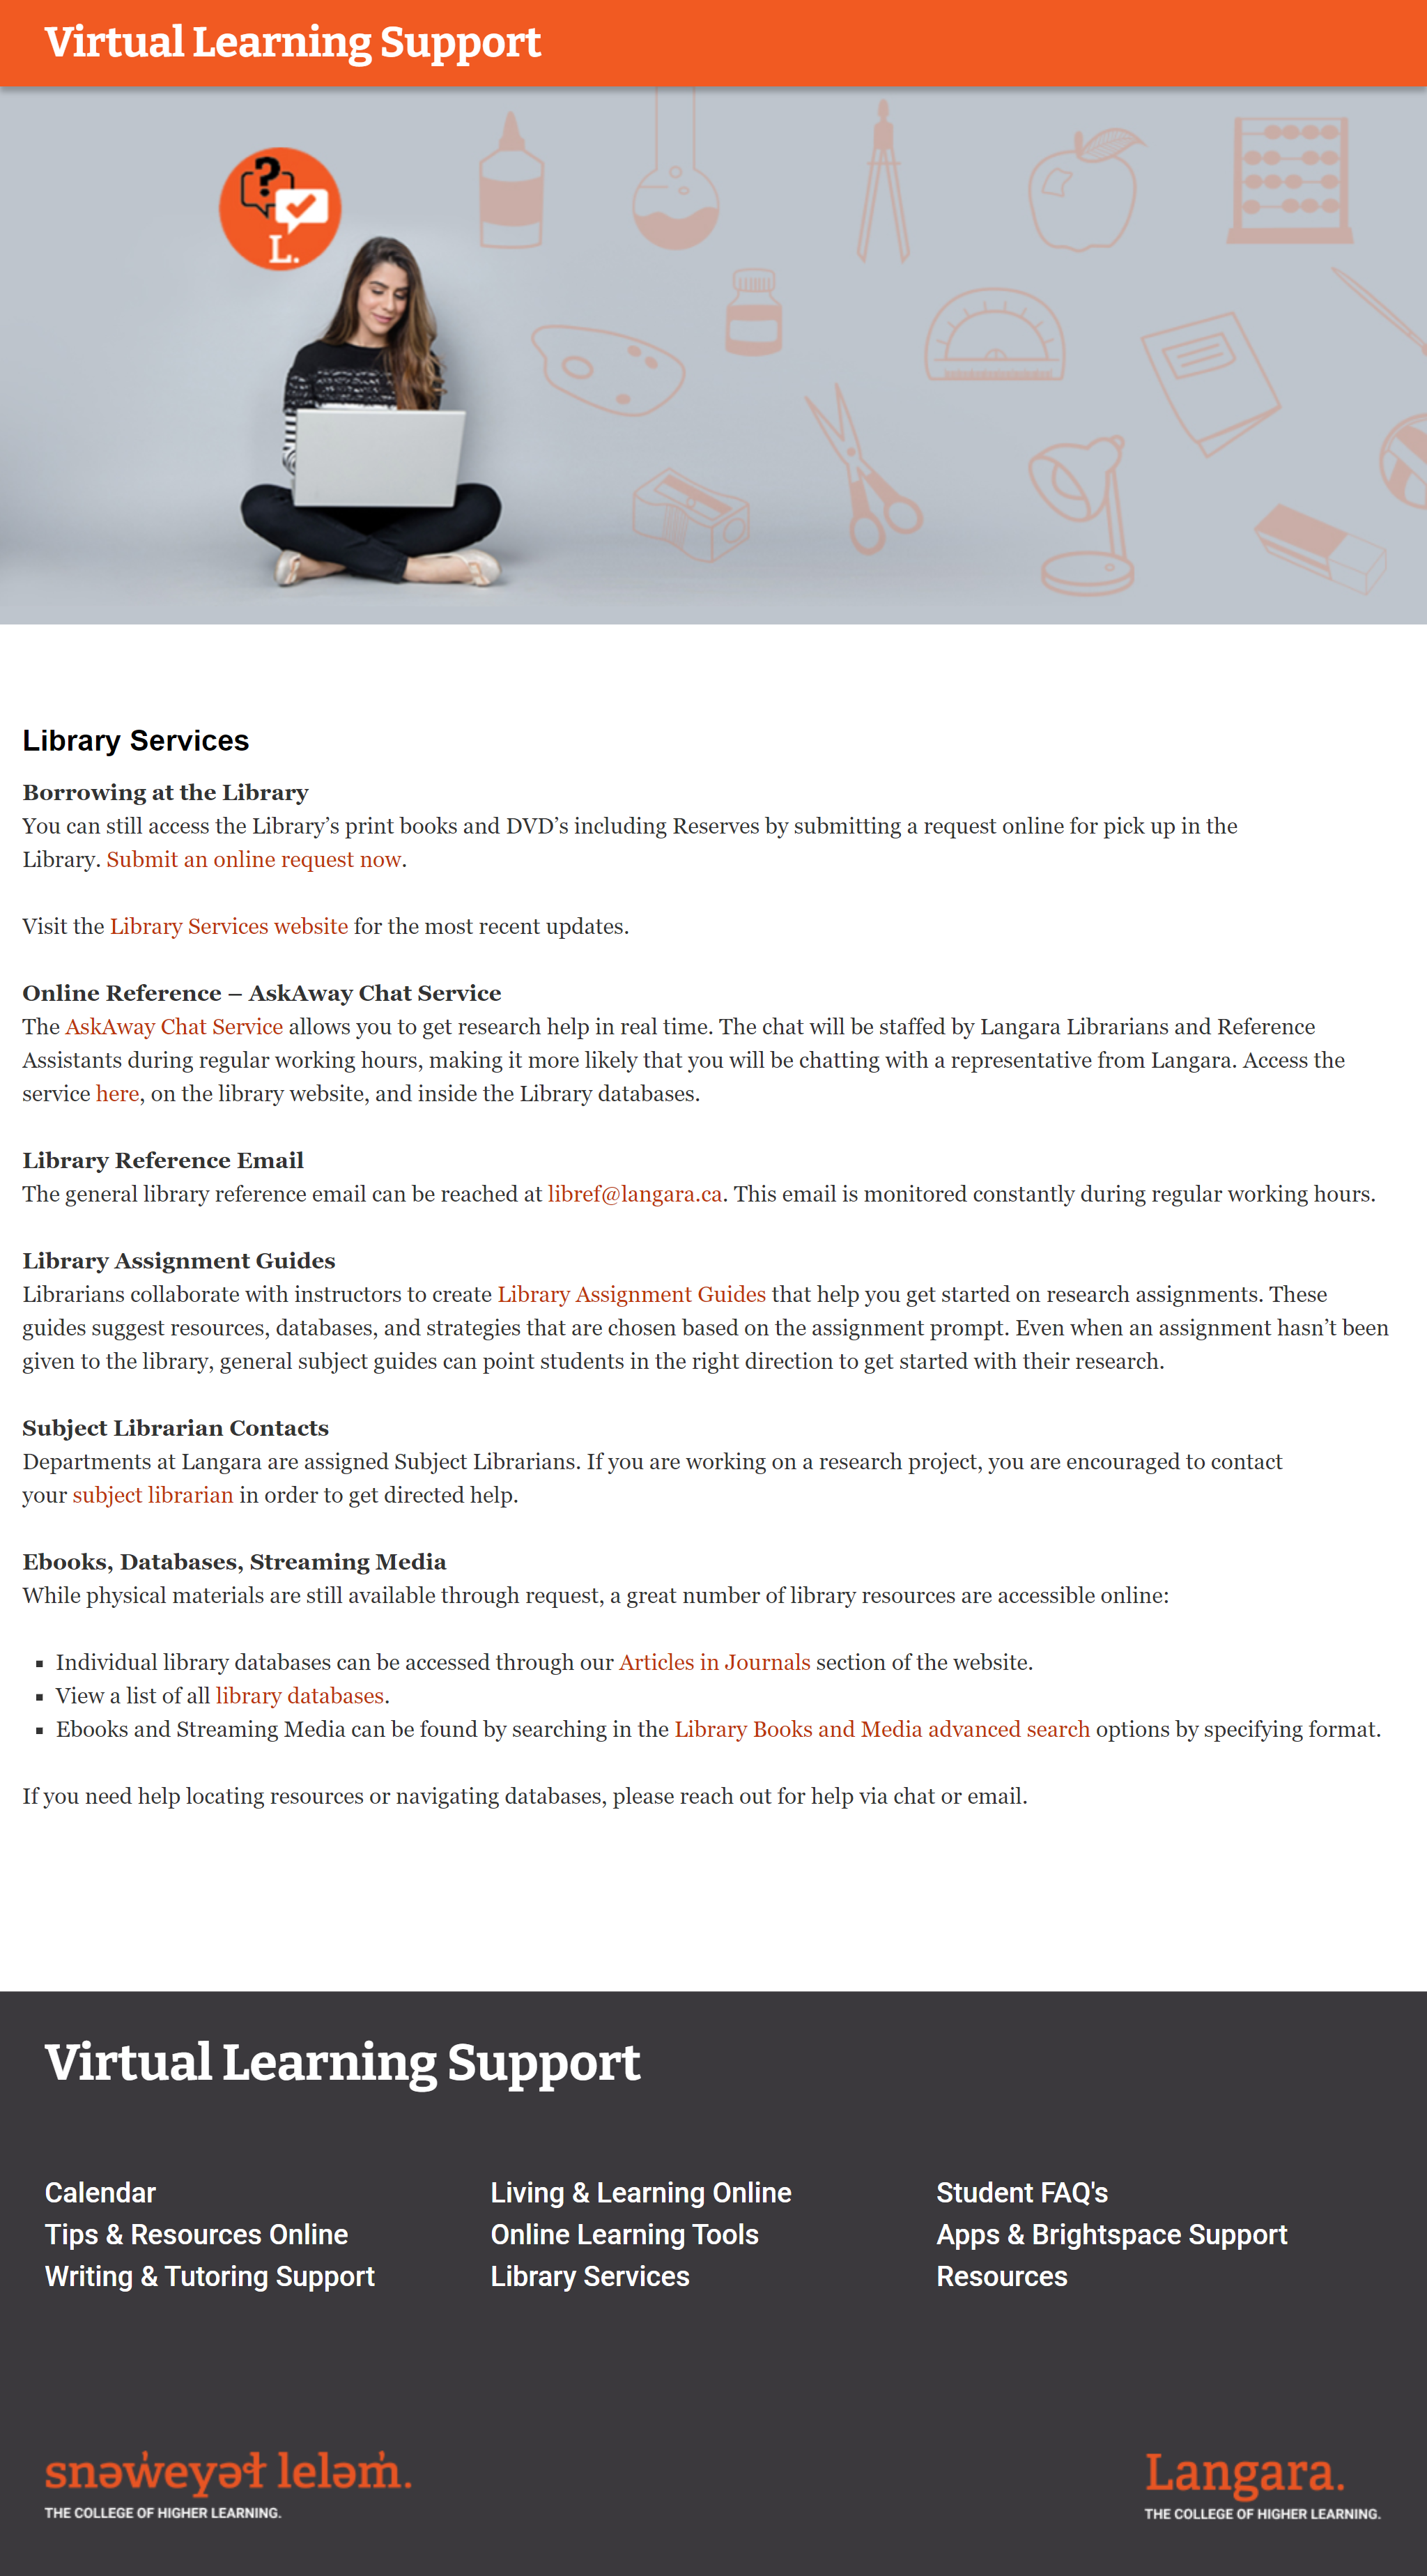 Virtual Learning Support
?
L.
Library Services
Borrowing at the Library
You can still access the Library’s print books and DVD’s including Reserves by submitting a request online for pick up in the
Library. Submit an online request now.
Visit the Library Services website for the most recent updates.
Online Reference – AskAway Chat Service
The AskAway Chat Service allows you to get research help in real time. The chat will be staffed by Langara Librarians and Reference
Assistants during regular working hours, making it more likely that you will be chatting with a representative from Langara. Access the
service here, on the library website, and inside the Library databases.
Library Reference Email
The general library reference email can be reached at libref@langara.ca. This email is monitored constantly during regular working hours.
Library Assignment Guides
Librarians collaborate with instructors to create Library Assignment Guides that help you get started on research assignments. These
guides suggest resources, databases, and strategies that are chosen based on the assignment prompt. Even when an assignment hasn’t been
given to the library, general subject guides can point students in the right direction to get started with their research.
Subject Librarian Contacts
Departments at Langara are assigned Subject Librarians. If you are working on a research project, you are encouraged to contact
your subject librarian in order to get directed help.
Ebooks, Databases, Streaming Media
While physical materials are still available through request, a great number of library resources are accessible online:
▪ Individual library databases can be accessed through our Articles in Journals section of the website.
▪ View a list of all library databases.
▪ Ebooks and Streaming Media can be found by searching in the Library Books and Media advanced search options by specifying format.
If you need help locating resources or navigating databases, please reach out for help via chat or email.
Virtual Learning Support
Calendar
Tips & Resources Online
Writing & Tutoring Support
Living & Learning Online
Online Learning Tools
Library Services
Student FAQ's
Apps & Brightspace Support
Resources
snəw̓eyəɬ leləm̓.
THE COLLEGE OF HIGHER LEARNING.
Langara.
THE COLLEGE OF HIGHER LEARNING.